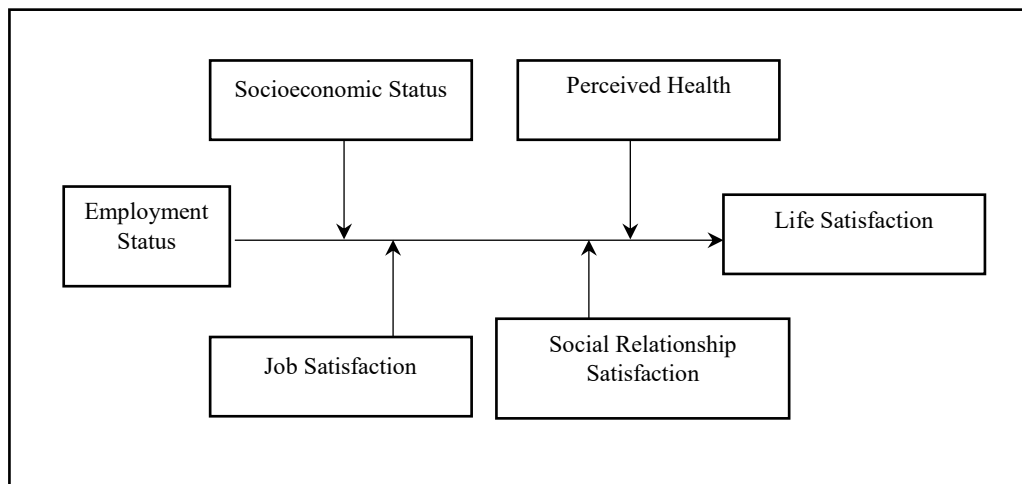 Socioeconomic Status
Perceived Health
Employment
Status
Life Satisfaction
Job Satisfaction
Social Relationship
Satisfaction